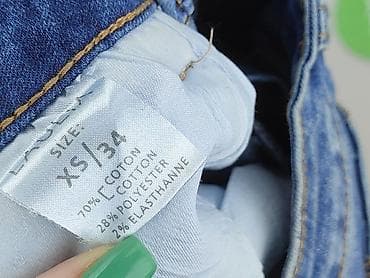 SIZE:
XS/34
70% COTON
COTTON
28% POLYESTER
2% ELASTHANNE